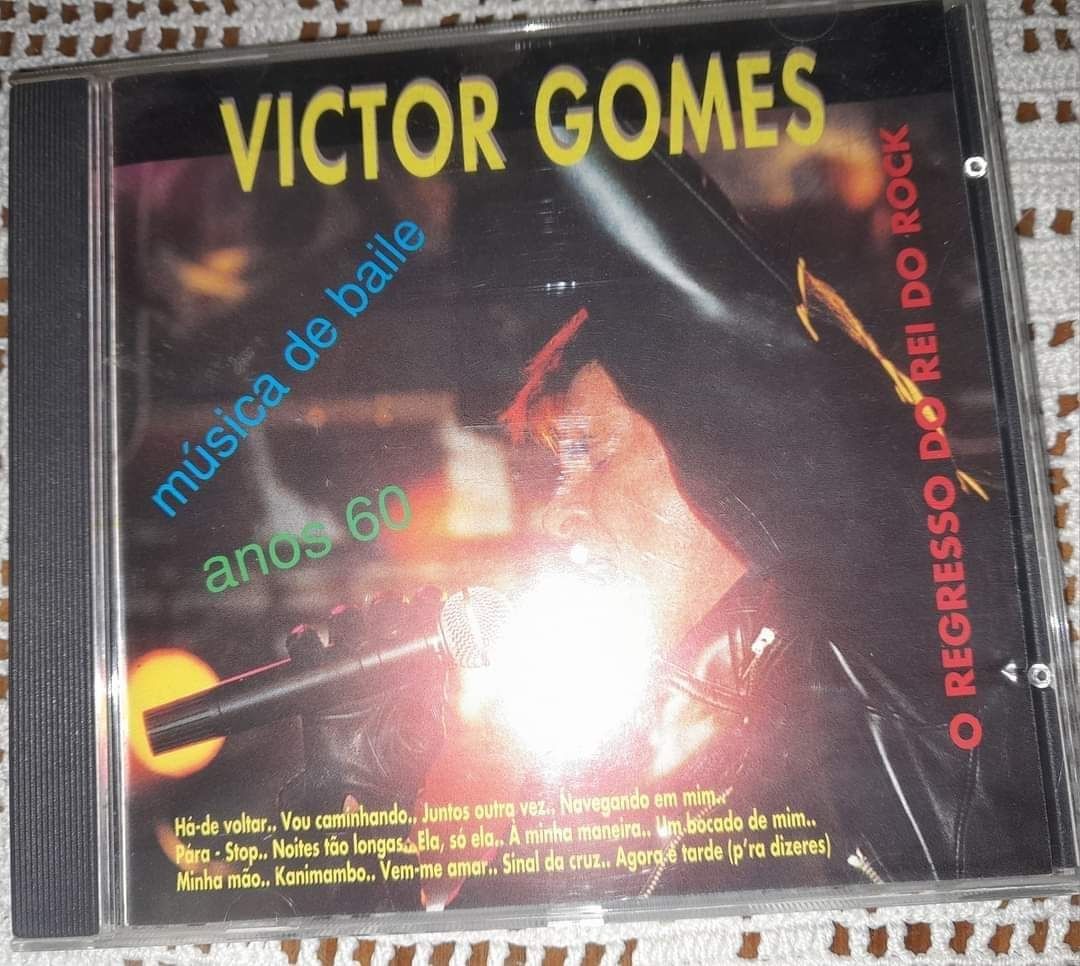 VICTOR GOMES
música de baile
anos 60
O REGRESSO DO REI DO ROCK
Há-de voltar.. Vou caminhando.. Juntos outra vez.. Navegando em mim..
Pára - Stop.. Noites tão longas.. Ela, só ela.. À minha maneira.. Um bocado de mim..
Minha mão.. Kanimambo.. Vem-me amar.. Sinal da cruz.. Agora é tarde (p'ra dizeres)